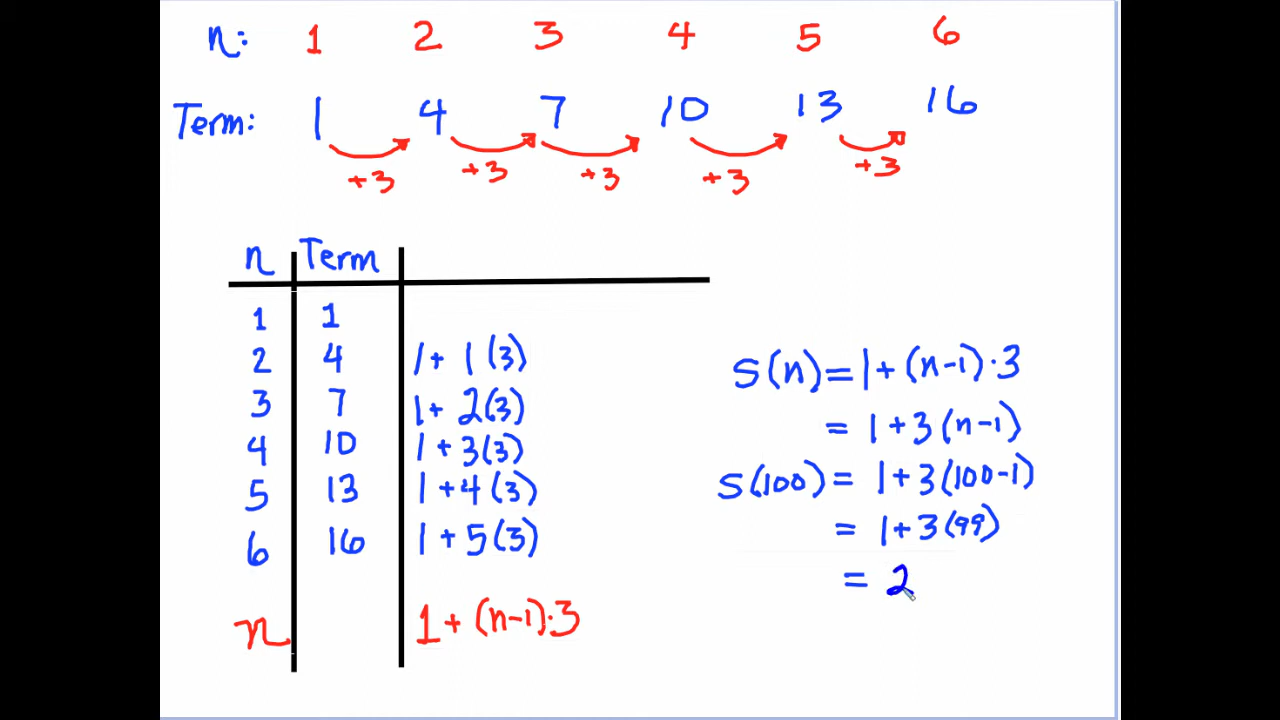 n: 1 2 3 4 5 6
Term: 1 4 7 10 13 16
+3 +3 +3 +3 +3
n Term
1 1
2 4 1 + 1 (3)
3 7 1 + 2(3)
4 10 1 + 3(3)
5 13 1 + 4 (3)
6 16 1 + 5 (3)
n 1 + (n-1)·3
S(n) = 1 + (n-1)·3
= 1 + 3 (n-1)
S(100) = 1 + 3 (100-1)
= 1 + 3 (99)
= 2